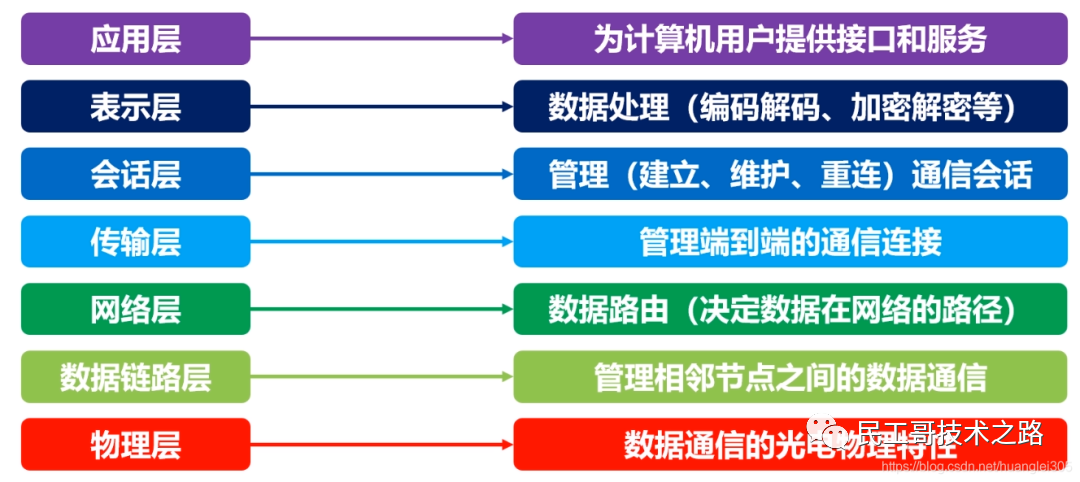 应用层 为计算机用户提供接口和服务
表示层 数据处理（编码解码、加密解密等）
会话层 管理（建立、维护、重连）通信会话
传输层 管理端到端的通信连接
网络层 数据路由（决定数据在网络的路径）
数据链路层 管理相邻节点之间的数据通信
物理层 数据通信的光电物理特性
民工哥技术之路
https://blog.csdn.net/huanglei305